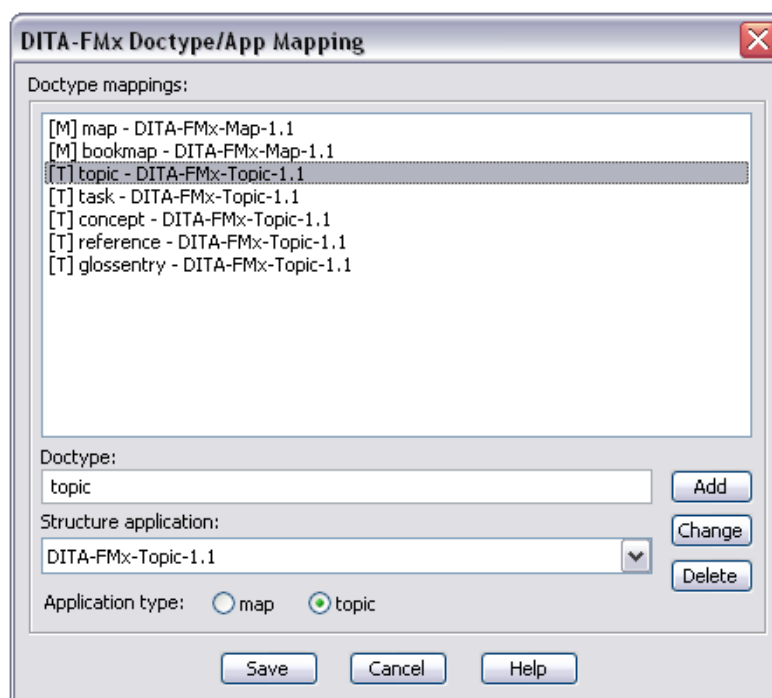 DITA-FMx Doctype/App Mapping
Doctype mappings:
[M] map - DITA-FMx-Map-1.1
[M] bookmap - DITA-FMx-Map-1.1
[T] topic - DITA-FMx-Topic-1.1
[T] task - DITA-FMx-Topic-1.1
[T] concept - DITA-FMx-Topic-1.1
[T] reference - DITA-FMx-Topic-1.1
[T] glossentry - DITA-FMx-Topic-1.1
Doctype:
topic
Add
Structure application:
Change
DITA-FMx-Topic-1.1
Delete
Application type: map topic
Save Cancel Help